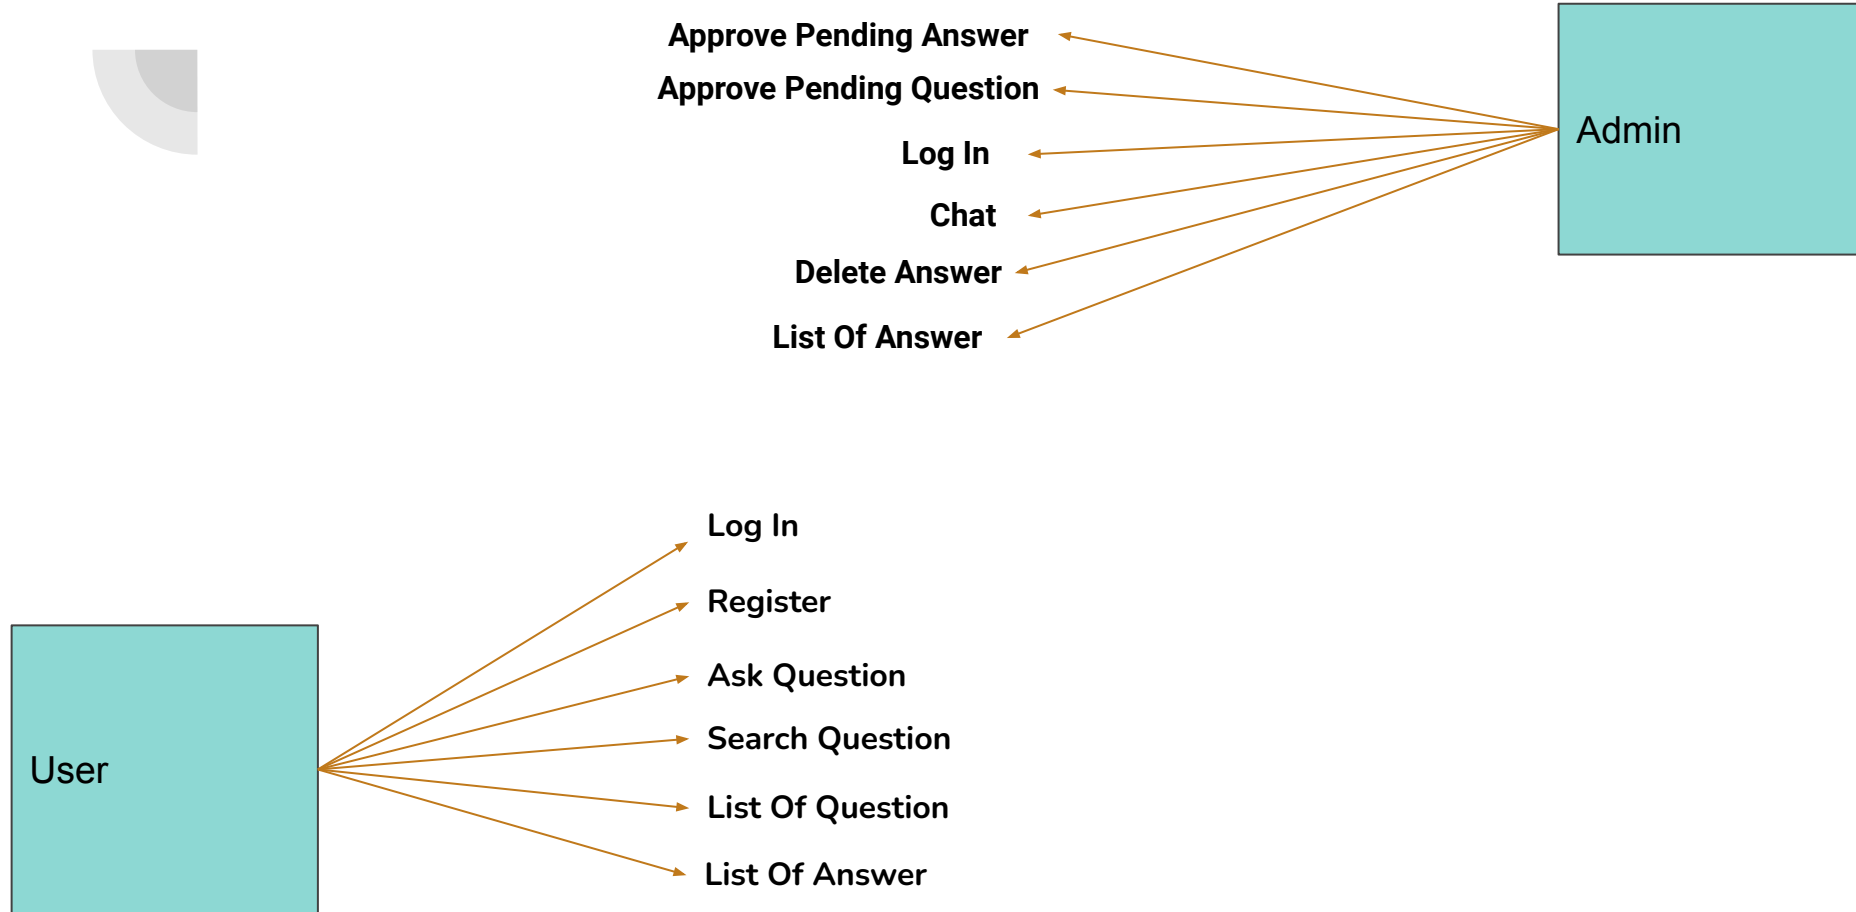 Approve Pending Answer
Approve Pending Question
Log In
Chat
Delete Answer
List Of Answer
Admin
Log In
Register
Ask Question
Search Question
List Of Question
List Of Answer
User